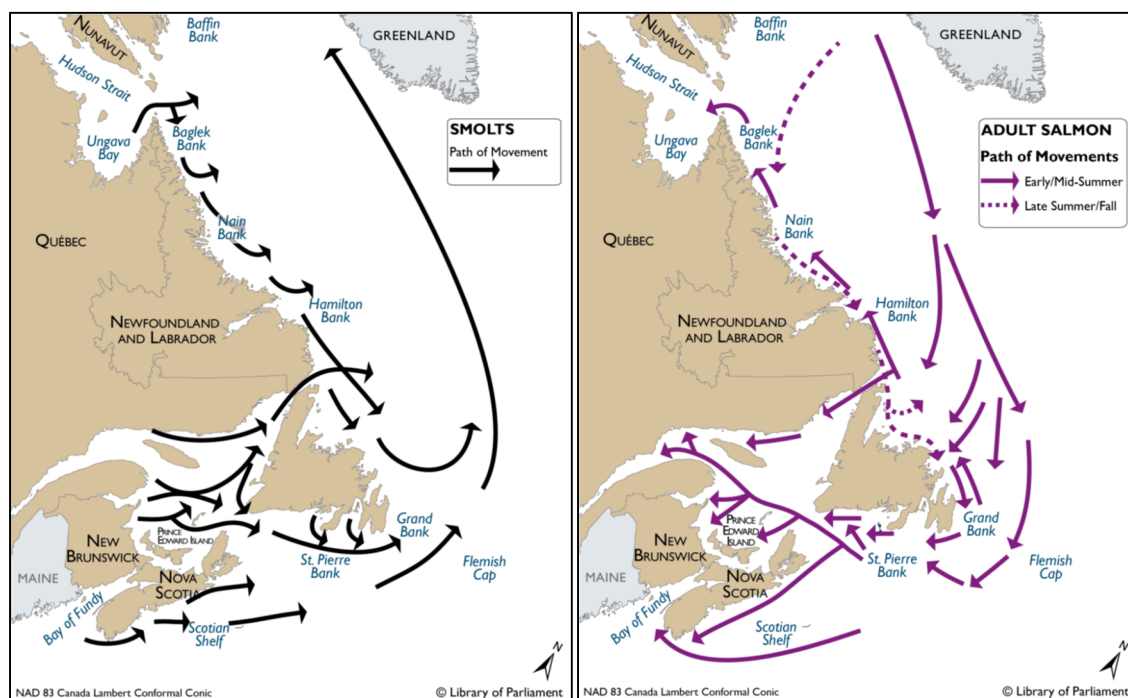 Baffin
Bank
GREENLAND
NUNAVUT
Hudson Strait
Ungava
Bay
Baglek
Bank
SMOLTS
Path of Movement
Nain
Bank
QUÉBEC
Hamilton
Bank
NEWFOUNDLAND
AND LABRADOR
NEW
BRUNSWICK
PRINCE
EDWARD ISLAND
Grand
Bank
St. Pierre
Bank
Flemish
Cap
MAINE
NOVA
SCOTIA
Bay of Fundy
Scotian
Shelf
N
NAD 83 Canada Lambert Conformal Conic
© Library of Parliament
Baffin
Bank
GREENLAND
NUNAVUT
Hudson Strait
Ungava
Bay
Baglek
Bank
ADULT SALMON
Path of Movements
Early/Mid-Summer
Late Summer/Fall
Nain
Bank
QUÉBEC
Hamilton
Bank
NEWFOUNDLAND
AND LABRADOR
NEW
BRUNSWICK
PRINCE
EDWARD ISLAND
Grand
Bank
St. Pierre
Bank
Flemish
Cap
MAINE
NOVA
SCOTIA
Bay of Fundy
Scotian
Shelf
N
NAD 83 Canada Lambert Conformal Conic
© Library of Parliament